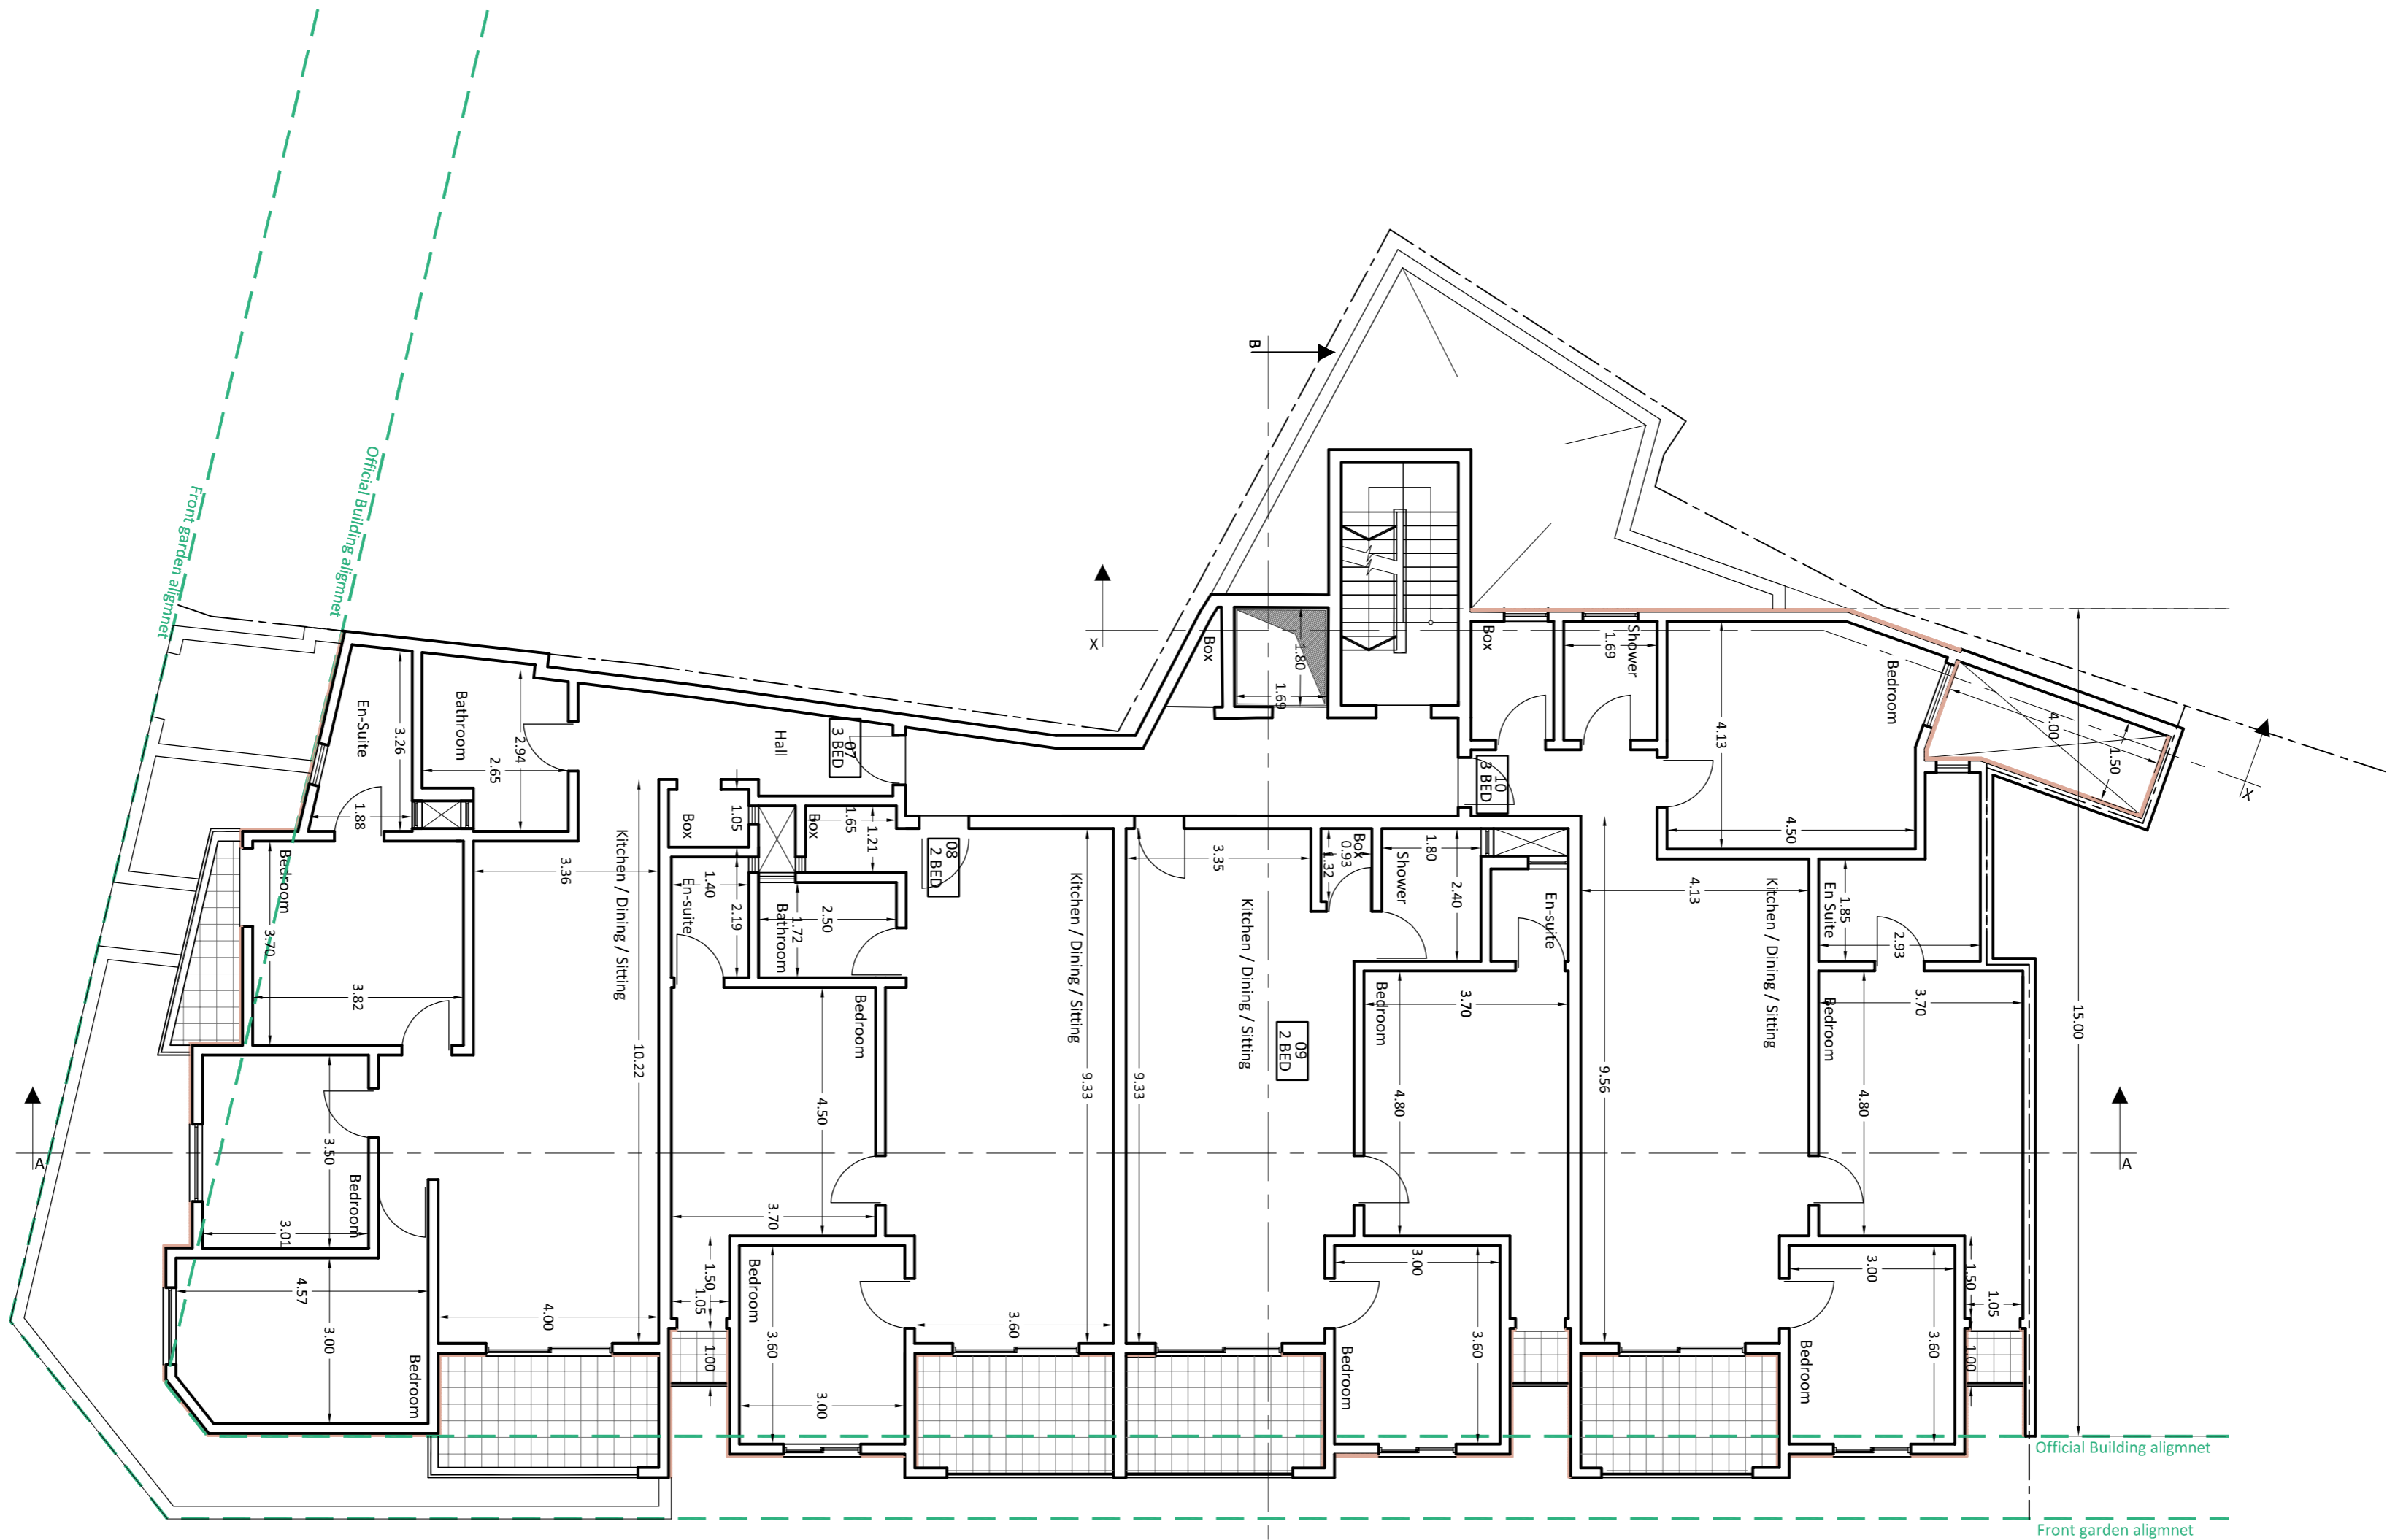 Official Building aligmnet
Front garden aligmnet
B
X
X
A
A
Official Building aligmnet
Front garden aligmnet
15.00
En-Suite
3.26
1.88
Bathroom
2.94
2.65
Hall
07
3 BED
Bedroom
3.70
3.82
Kitchen / Dining / Sitting
3.36
10.22
4.00
3.50
3.01
Bedroom
4.57
3.00
Bedroom
Box
1.05
Box
1.65
1.21
08
2 BED
En-suite
1.40
2.19
Bathroom
1.72
2.50
Bedroom
4.50
3.70
1.50
1.05
1.00
Bedroom
3.60
3.00
Kitchen / Dining / Sitting
9.33
3.60
Box
1.80
1.69
Kitchen / Dining / Sitting
3.35
9.33
09
2 BED
Box
0.93
1.32
Shower
1.80
2.40
En-suite
Bedroom
3.70
4.80
3.00
3.60
Bedroom
Box
Shower
1.69
10
3 BED
Bedroom
4.13
4.50
4.00
1.50
Kitchen / Dining / Sitting
4.13
9.56
En Suite
1.85
2.93
Bedroom
3.70
4.80
3.00
3.60
Bedroom
1.50
1.05
1.00